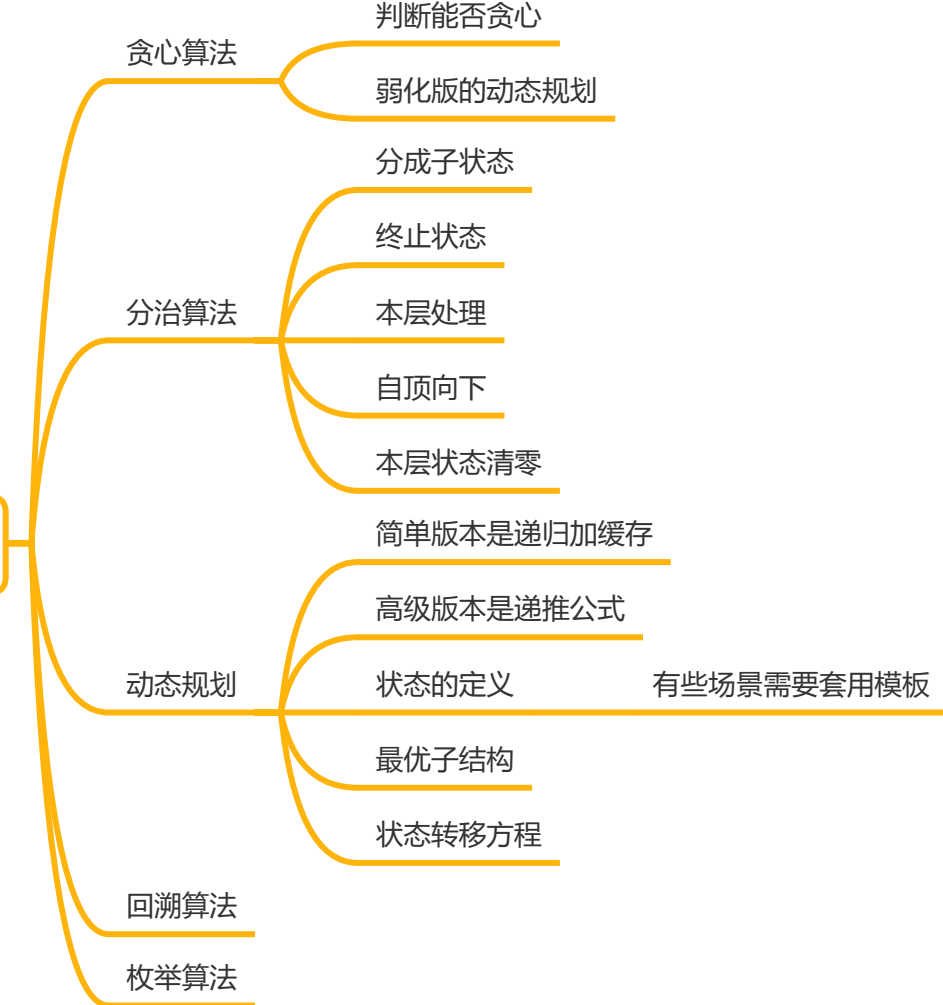 贪心算法
判断能否贪心
弱化版的动态规划
分治算法
分成子状态
终止状态
本层处理
自顶向下
本层状态清零
动态规划
简单版本是递归加缓存
高级版本是递推公式
状态的定义
有些场景需要套用模板
最优子结构
状态转移方程
回溯算法
枚举算法